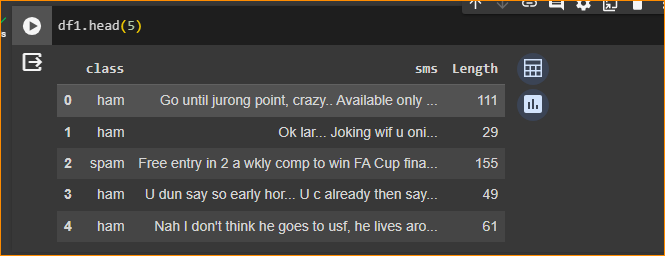 s
df1.head(5)
class sms Length
0 ham Go until jurong point, crazy.. Available only ... 111
1 ham Ok lar... Joking wif u oni... 29
2 spam Free entry in 2 a wkly comp to win FA Cup fina... 155
3 ham U dun say so early hor... U c already then say... 49
4 ham Nah I don't think he goes to usf, he lives aro... 61